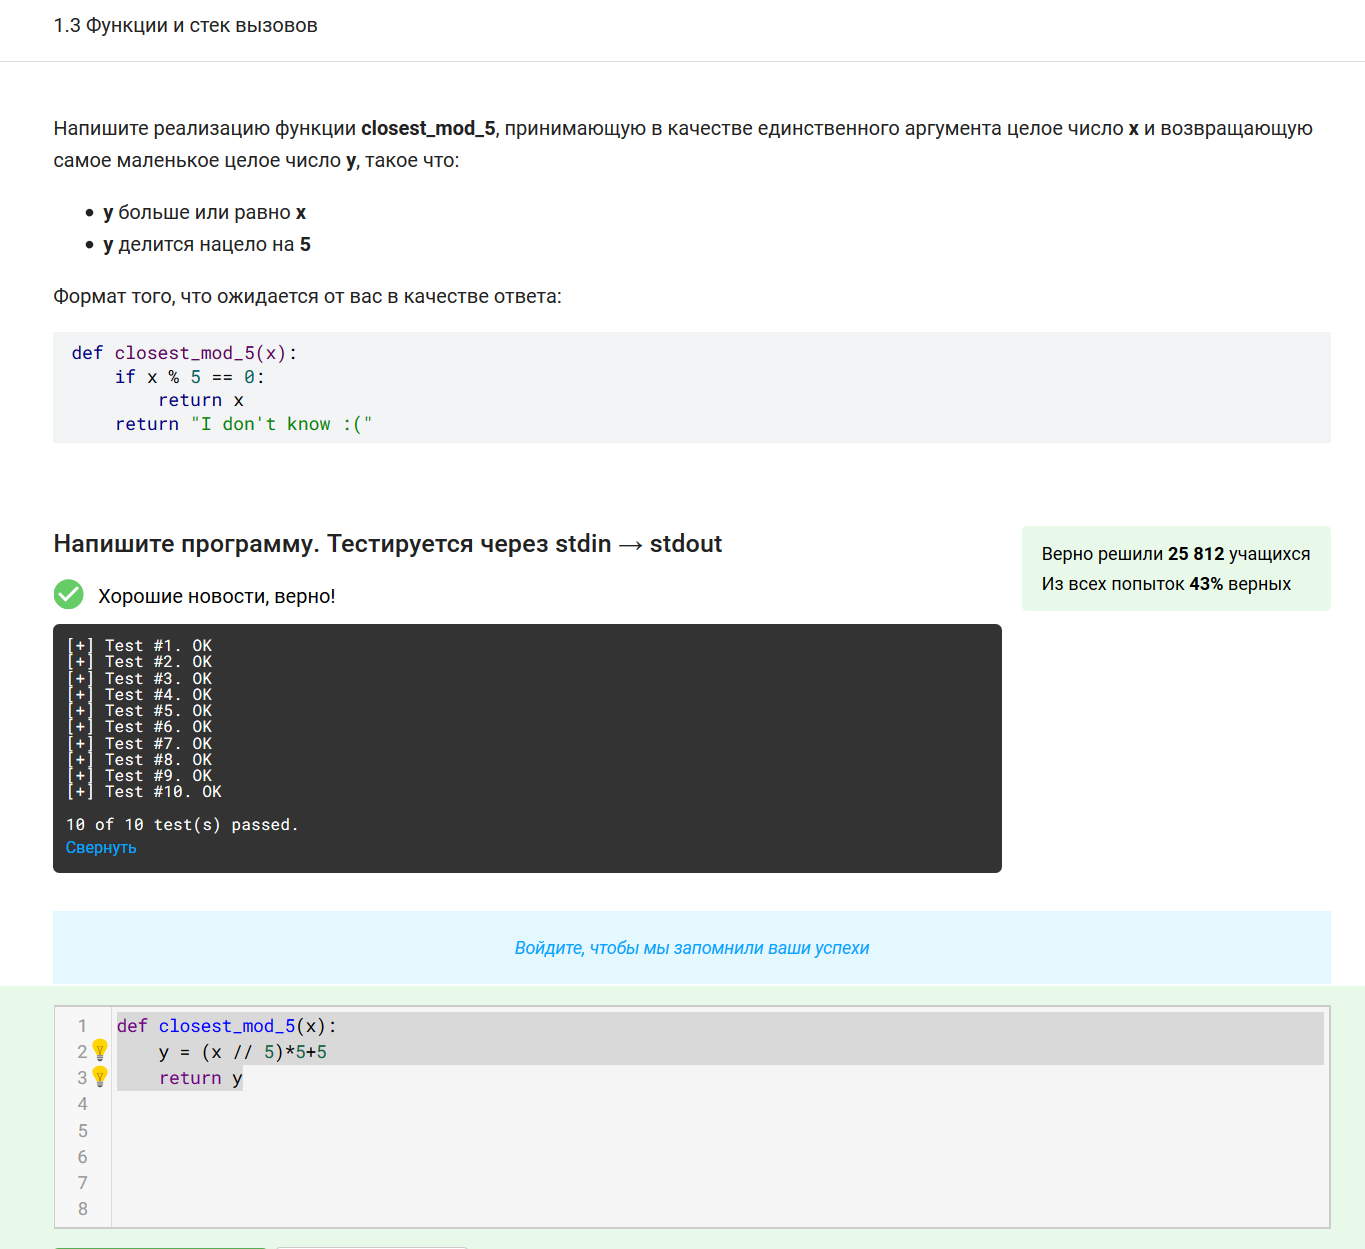 1.3 Функции и стек вызовов
Напишите реализацию функции closest_mod_5, принимающую в качестве единственного аргумента целое число x и возвращающую
самое маленькое целое число y, такое что:
• y больше или равно x
• y делится нацело на 5
Формат того, что ожидается от вас в качестве ответа:
def closest_mod_5(x):
    if x % 5 == 0:
        return x
    return "I don't know :("
Напишите программу. Тестируется через stdin → stdout
Верно решили 25 812 учащихся
Из всех попыток 43% верных
Хорошие новости, верно!
[+] Test #1. OK
[+] Test #2. OK
[+] Test #3. OK
[+] Test #4. OK
[+] Test #5. OK
[+] Test #6. OK
[+] Test #7. OK
[+] Test #8. OK
[+] Test #9. OK
[+] Test #10. OK
10 of 10 test(s) passed.
Свернуть
Войдите, чтобы мы запомнили ваши успехи
1 def closest_mod_5(x):
2     y = (x // 5)*5+5
3     return y
4
5
6
7
8